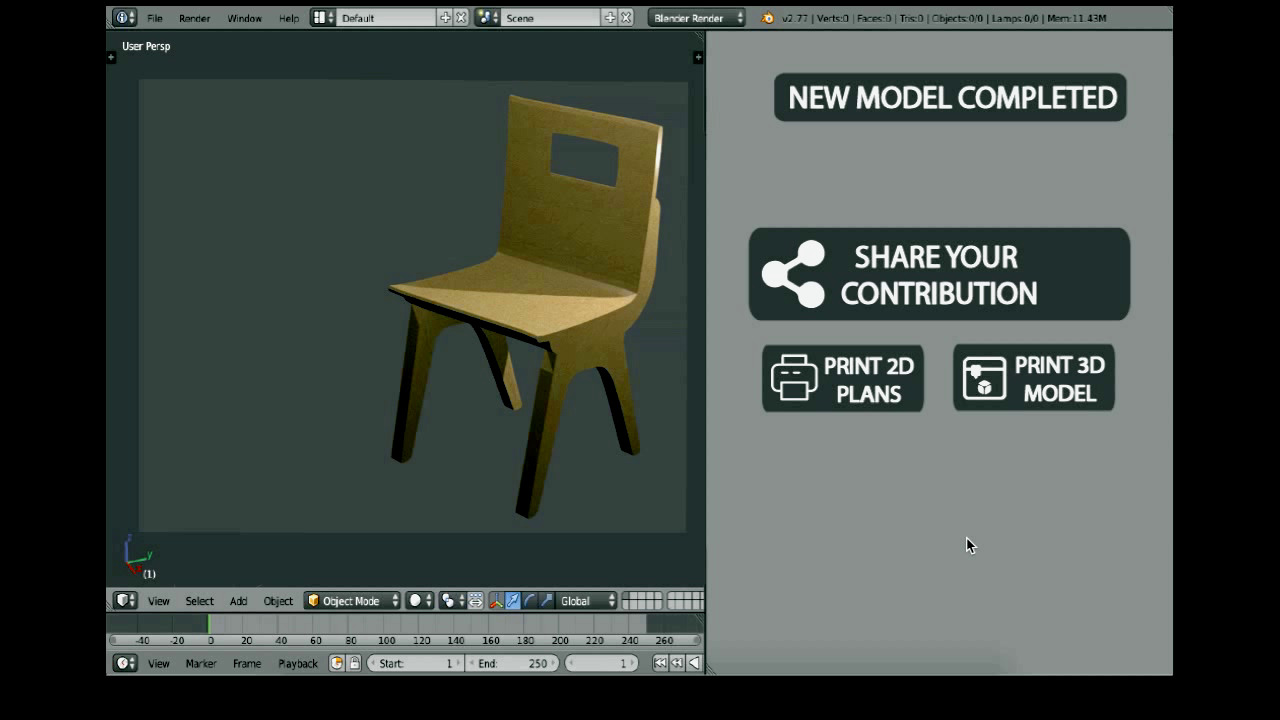 File Render Window Help Default Scene Blender Render v2.77 | Verts:0 | Faces:0 | Tris:0 | Objects:0/0 | Lamps:0/0 | Mem:11.43M
User Persp
NEW MODEL COMPLETED
SHARE YOUR
CONTRIBUTION
PRINT 2D
PLANS
PRINT 3D
MODEL
z
y
x
(1)
View Select Add Object Object Mode Global
-40 -20 0 20 40 60 80 100 120 140 160 180 200 220 240 260
View Marker Frame Playback Start: 1 End: 250 1